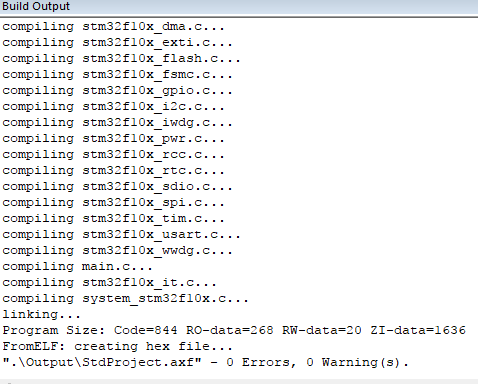 Build Output
compiling stm32f10x_dma.c...
compiling stm32f10x_exti.c...
compiling stm32f10x_flash.c...
compiling stm32f10x_fsmc.c...
compiling stm32f10x_gpio.c...
compiling stm32f10x_i2c.c...
compiling stm32f10x_iwdg.c...
compiling stm32f10x_pwr.c...
compiling stm32f10x_rcc.c...
compiling stm32f10x_rtc.c...
compiling stm32f10x_sdio.c...
compiling stm32f10x_spi.c...
compiling stm32f10x_tim.c...
compiling stm32f10x_usart.c...
compiling stm32f10x_wwdg.c...
compiling main.c...
compiling stm32f10x_it.c...
compiling system_stm32f10x.c...
linking...
Program Size: Code=844 RO-data=268 RW-data=20 ZI-data=1636
FromELF: creating hex file...
".\Output\StdProject.axf" - 0 Errors, 0 Warning(s).